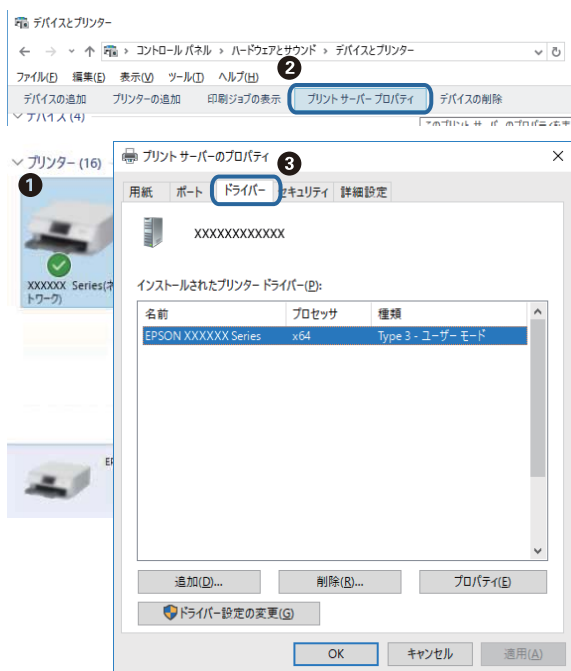 デバイスとプリンター
コントロール パネル › ハードウェアとサウンド › デバイスとプリンター
ファイル(F) 編集(E) 表示(V) ツール(T) ヘルプ(H)
2
デバイスの追加 プリンターの追加 印刷ジョブの表示 プリント サーバー プロパティ デバイスの削除
デバイス (4)
プリンター (16)
1
XXXXXX Series(ネ
トワーク)
プリント サーバーのプロパティ
3
用紙 ポート ドライバー セキュリティ 詳細設定
XXXXXXXXXXXX
インストールされたプリンター ドライバー(P):
名前 プロセッサ 種類
EPSON XXXXXX Series x64 Type 3 - ユーザー モード
追加(D)... 削除(R)... プロパティ(E)
ドライバー設定の変更(G)
OK キャンセル 適用(A)